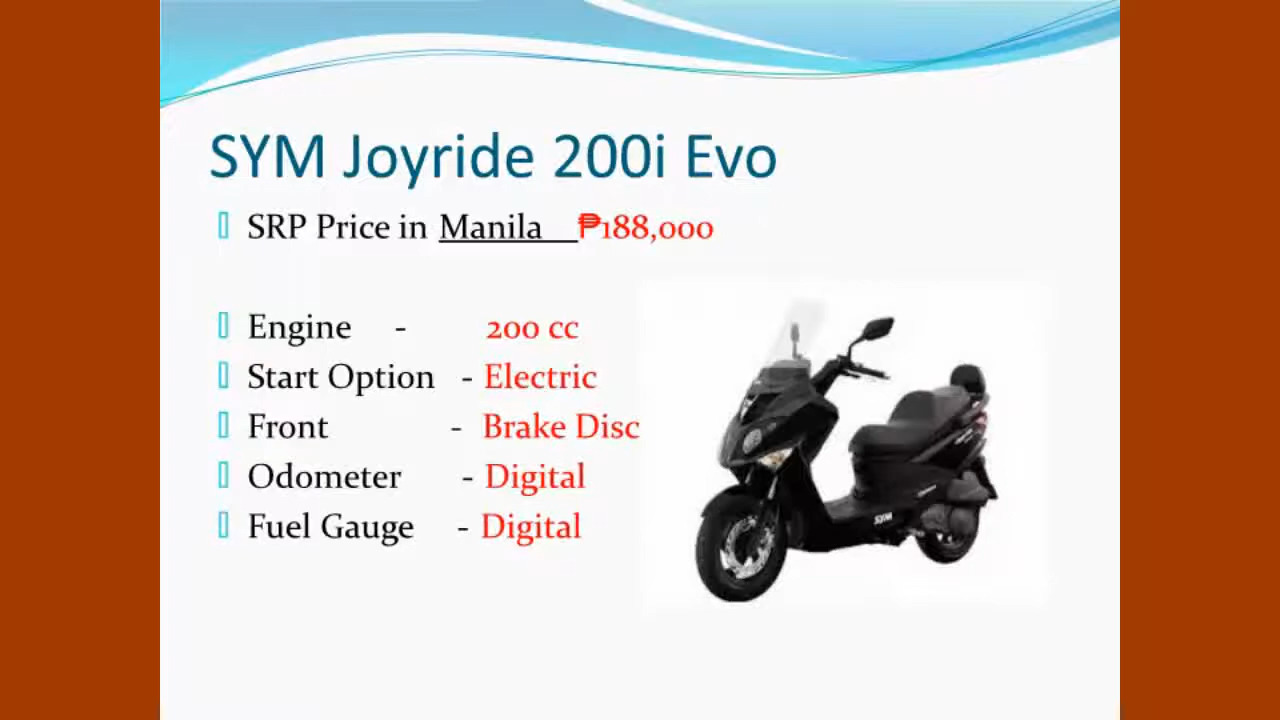 SYM Joyride 200i Evo
SRP Price in Manila ₱188,000
Engine - 200 cc
Start Option - Electric
Front - Brake Disc
Odometer - Digital
Fuel Gauge - Digital
SYM